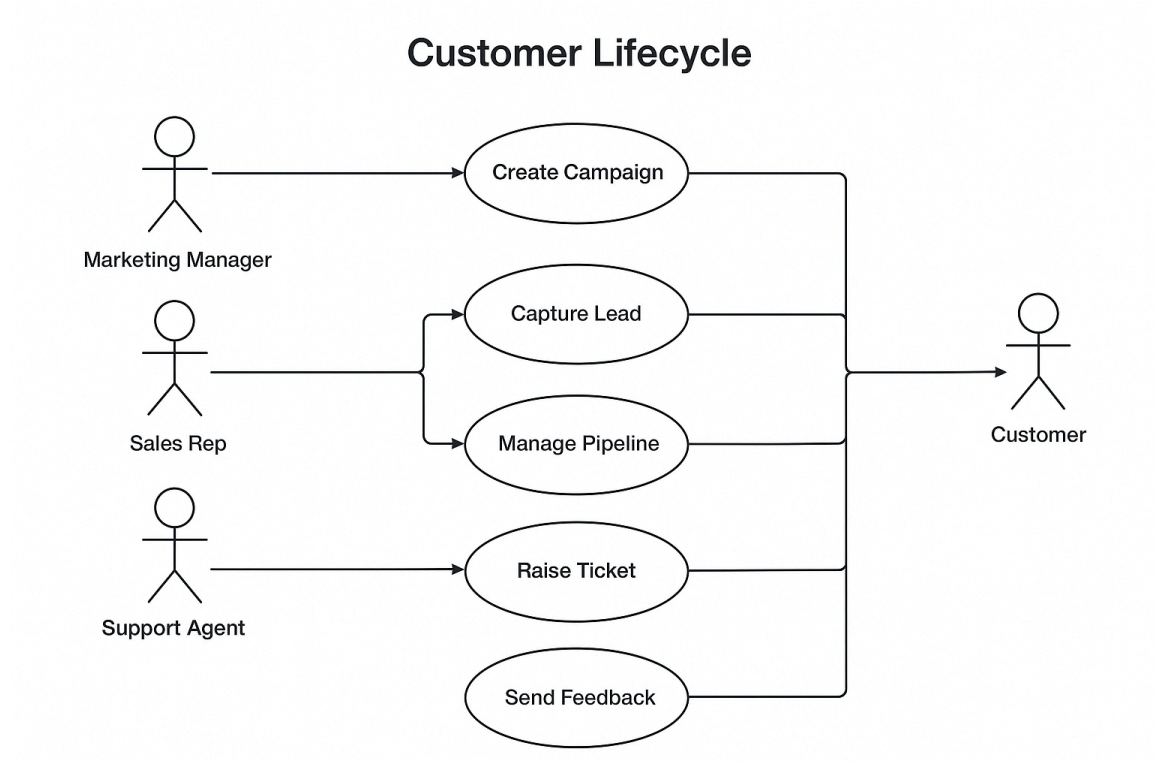 Customer Lifecycle
Create Campaign
Marketing Manager
Capture Lead
Sales Rep
Manage Pipeline
Customer
Raise Ticket
Support Agent
Send Feedback